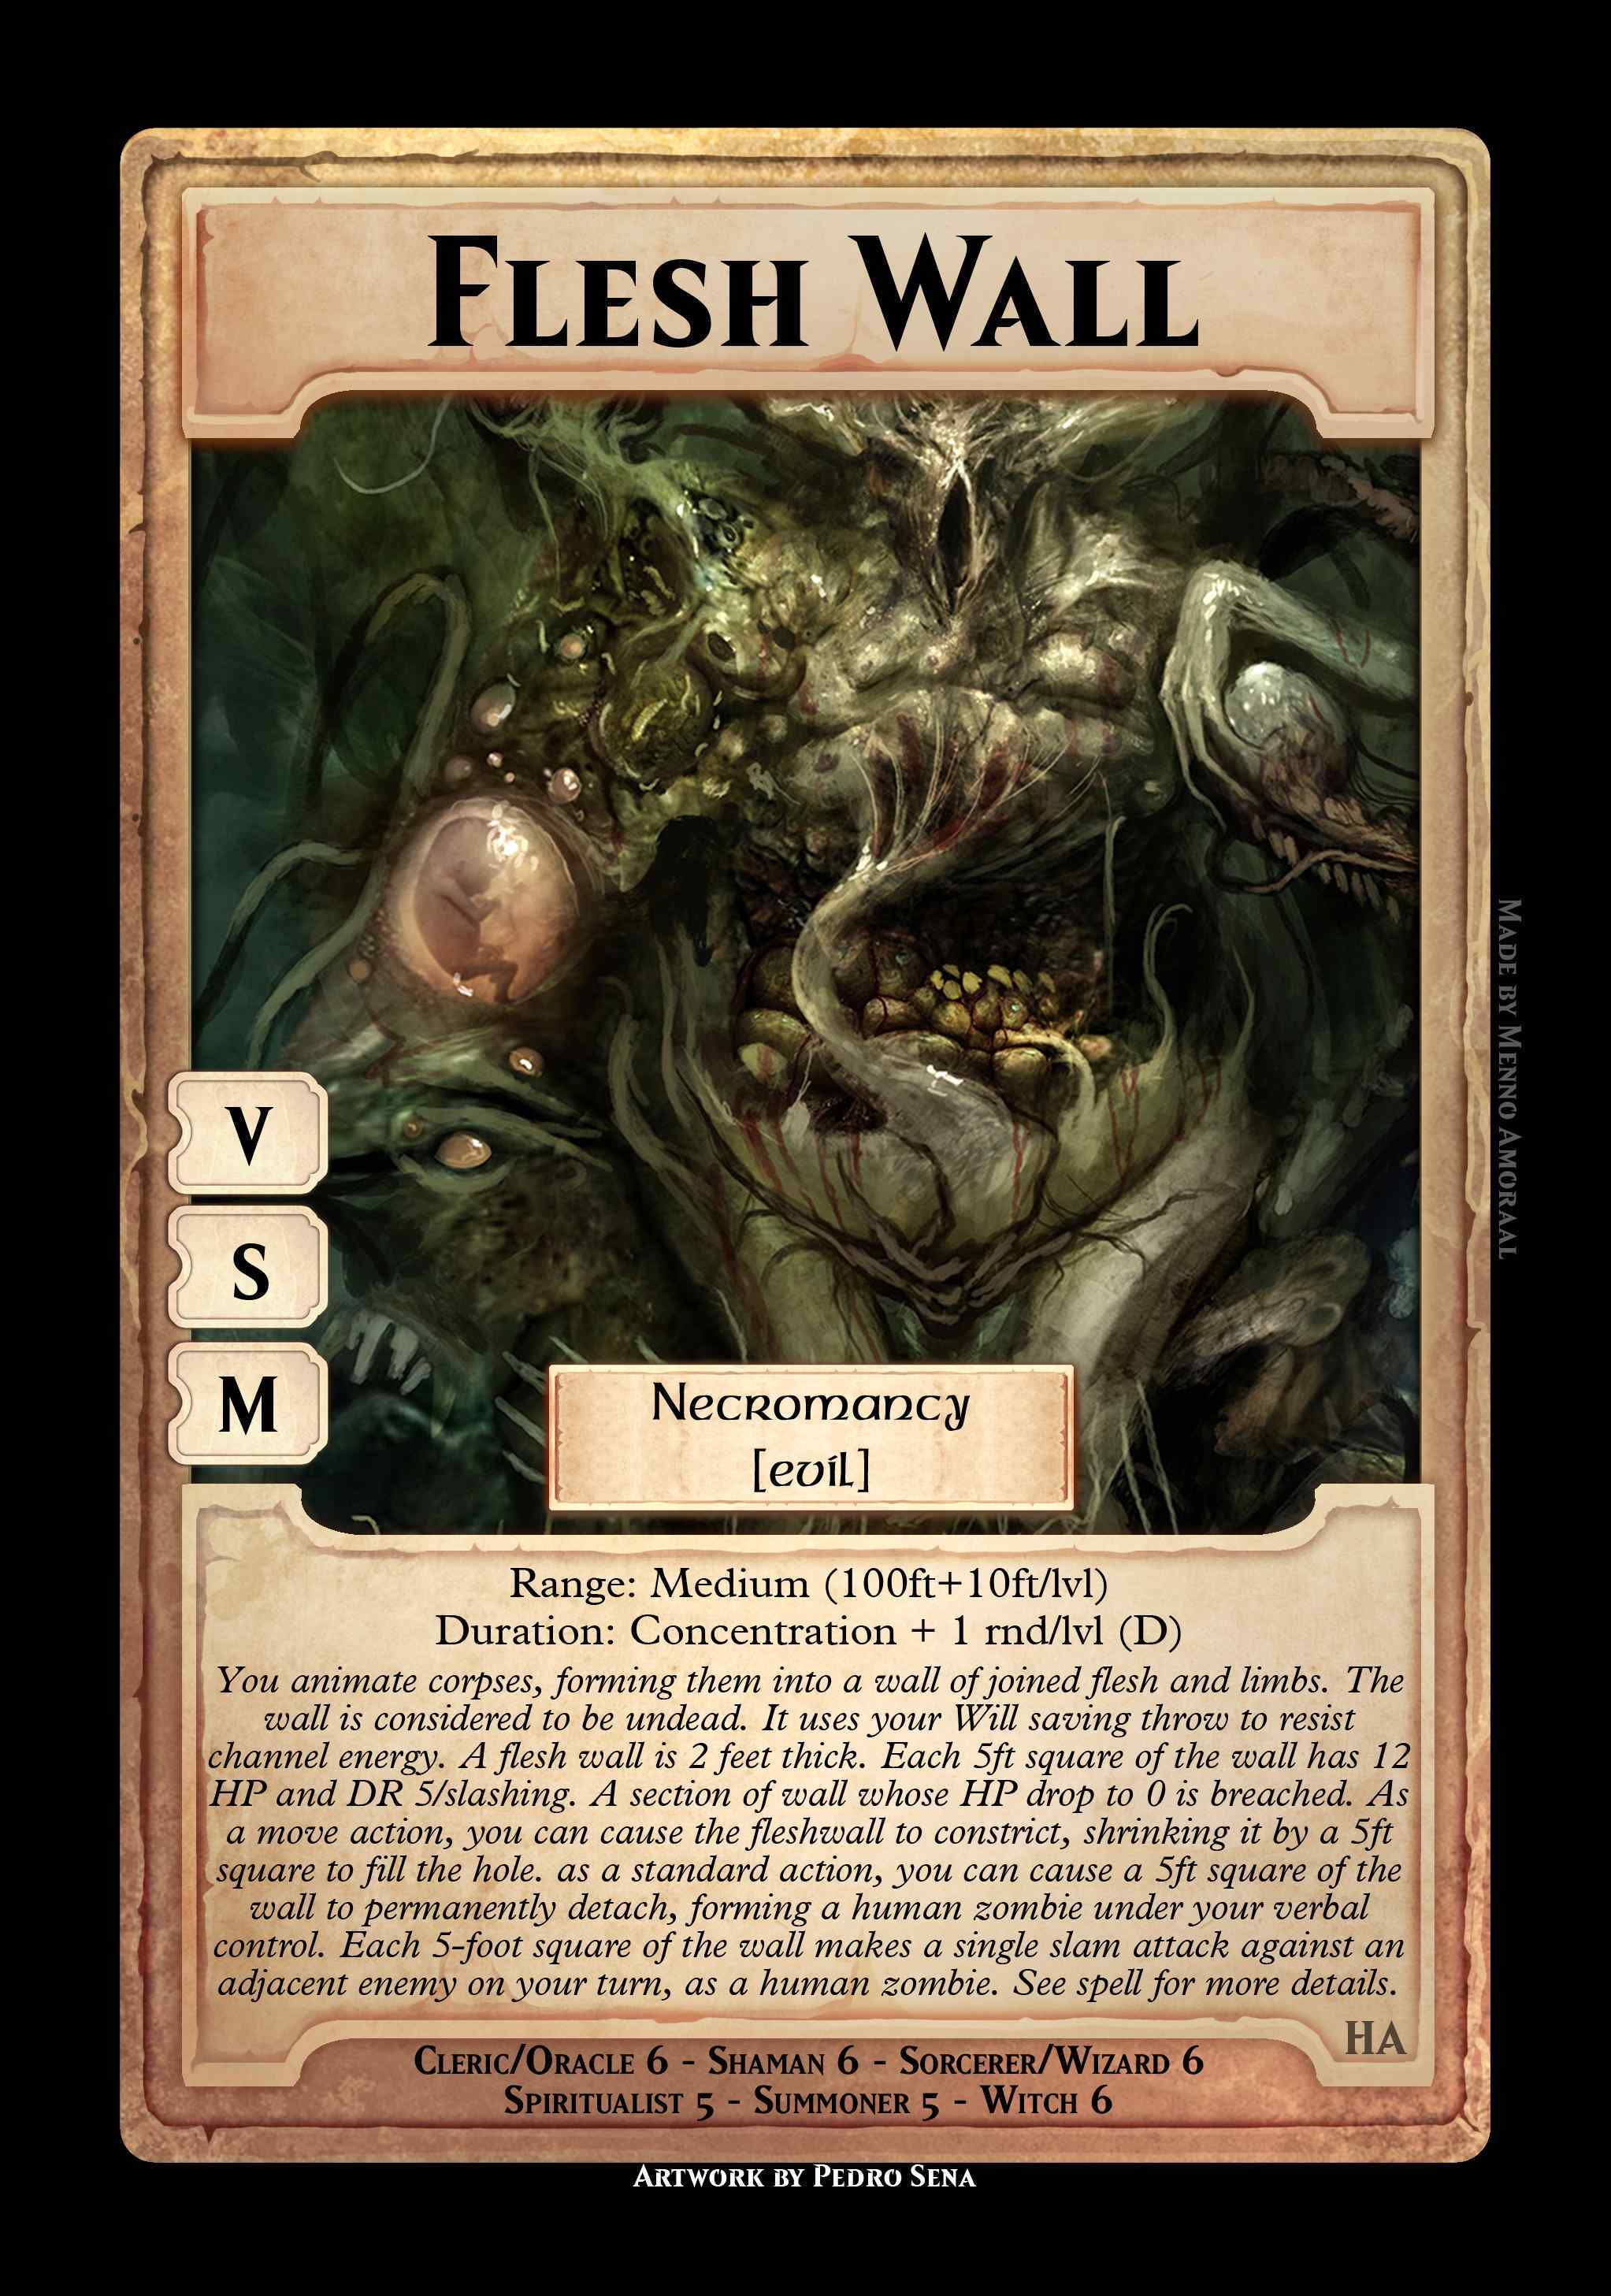 Flesh Wall
V
S
M
Necromancy
[evil]
Range: Medium (100ft+10ft/lvl)
Duration: Concentration + 1 rnd/lvl (D)
You animate corpses, forming them into a wall of joined flesh and limbs. The
wall is considered to be undead. It uses your Will saving throw to resist
channel energy. A flesh wall is 2 feet thick. Each 5ft square of the wall has 12
HP and DR 5/slashing. A section of wall whose HP drop to 0 is breached. As
a move action, you can cause the fleshwall to constrict, shrinking it by a 5ft
square to fill the hole. as a standard action, you can cause a 5ft square of the
wall to permanently detach, forming a human zombie under your verbal
control. Each 5-foot square of the wall makes a single slam attack against an
adjacent enemy on your turn, as a human zombie. See spell for more details.
HA
Cleric/Oracle 6 - Shaman 6 - Sorcerer/Wizard 6
Spiritualist 5 - Summoner 5 - Witch 6
Artwork by Pedro Sena
Made by Menno Amoraal